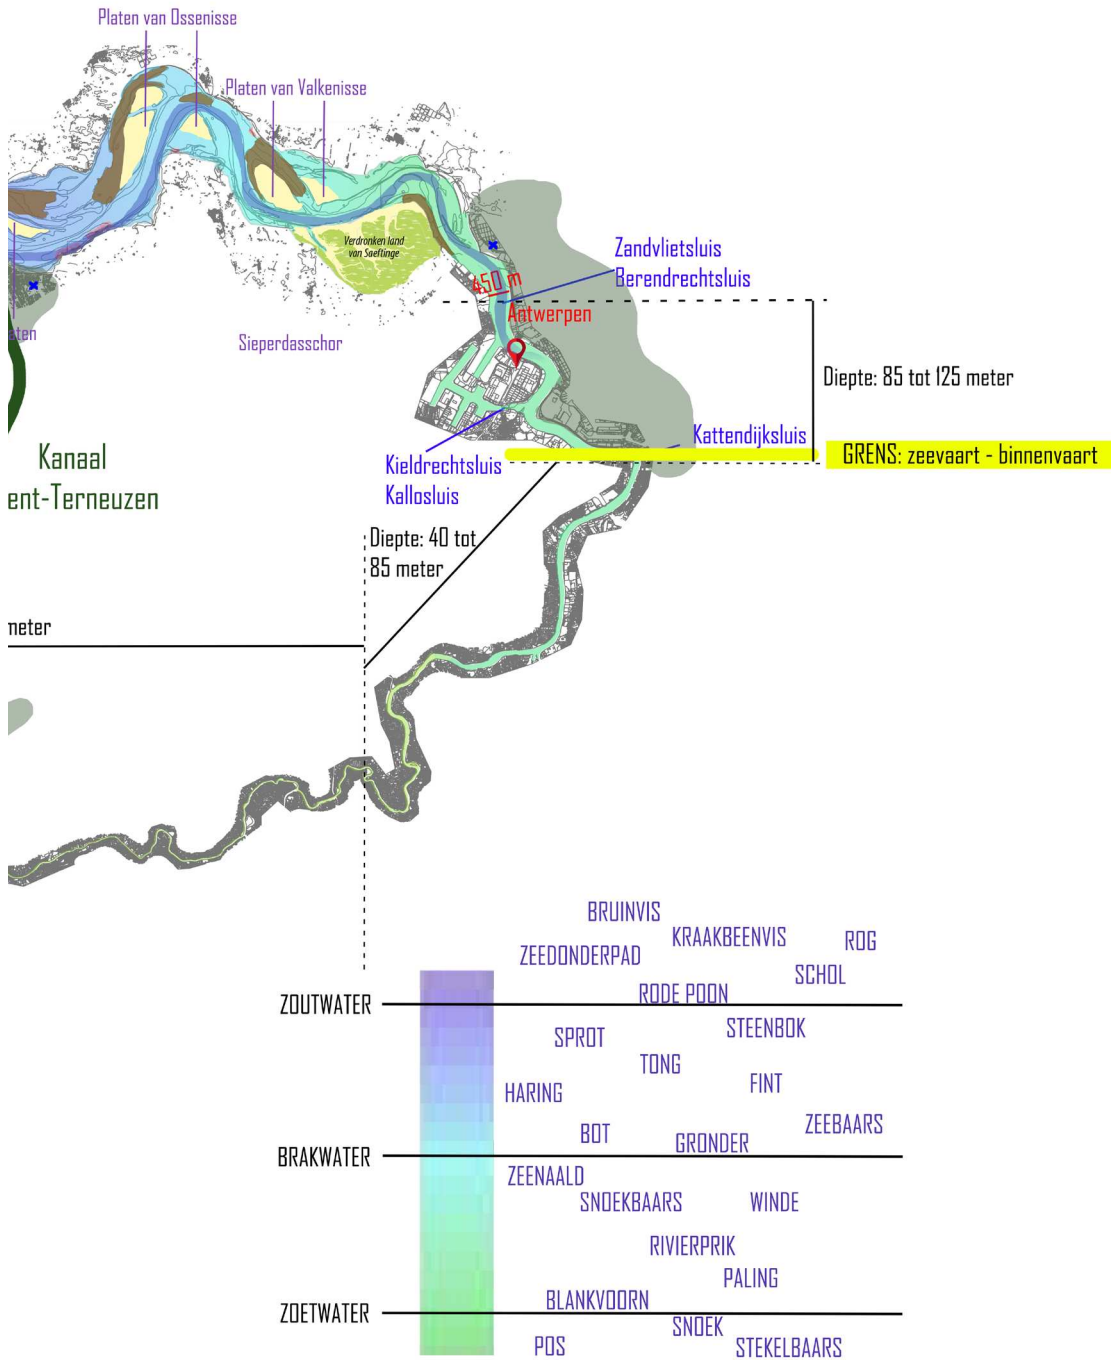 Platen van Ossenisse
Platen van Valkenisse
Verdronken land
van Saeftinge
Zandvlietsluis
Berendrechtsluis
450 m
Antwerpen
aten
Sieperdasschor
Diepte: 85 tot 125 meter
Kattendijksluis
GRENS: zeevaart - binnenvaart
Kanaal
ent-Terneuzen
Kieldrechtsluis
Kallosluis
Diepte: 40 tot
85 meter
meter
BRUINVIS
KRAAKBEENVIS
ROG
ZEEDONDERPAD
SCHOL
RODE POON
ZOUTWATER
STEENBOK
SPROT
TONG
FINT
HARING
ZEEBAARS
BOT
GRONDER
BRAKWATER
ZEENAALD
SNOEKBAARS
WINDE
RIVIERPRIK
PALING
BLANKVOORN
ZOETWATER
SNOEK
POS
STEKELBAARS